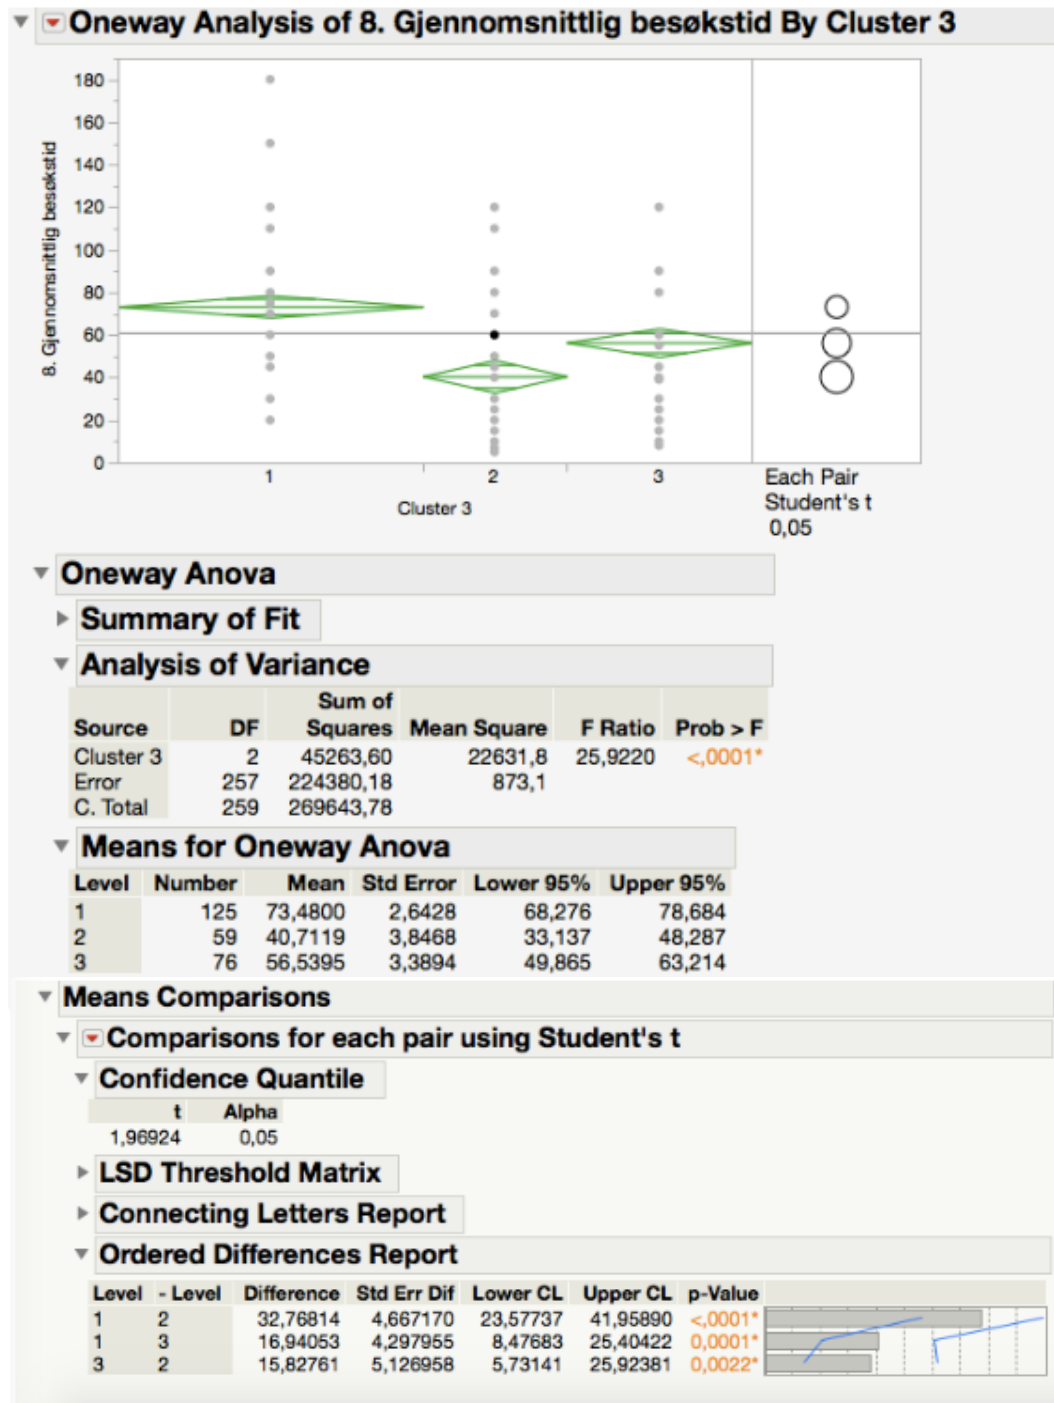 Oneway Analysis of 8. Gjennomsnittlig besøkstid By Cluster 3
180
160
140
120
100
80
60
40
20
0
8. Gjennomsnittlig besøkstid
1 2 3
Cluster 3
Each Pair
Student's t
0,05
Oneway Anova
Summary of Fit
Analysis of Variance
Sum of
Source DF Squares Mean Square F Ratio Prob > F
Cluster 3 2 45263,60 22631,8 25,9220 <,0001*
Error 257 224380,18 873,1
C. Total 259 269643,78
Means for Oneway Anova
Level Number Mean Std Error Lower 95% Upper 95%
1 125 73,4800 2,6428 68,276 78,684
2 59 40,7119 3,8468 33,137 48,287
3 76 56,5395 3,3894 49,865 63,214
Means Comparisons
Comparisons for each pair using Student's t
Confidence Quantile
t Alpha
1,96924 0,05
LSD Threshold Matrix
Connecting Letters Report
Ordered Differences Report
Level - Level Difference Std Err Dif Lower CL Upper CL p-Value
1 2 32,76814 4,667170 23,57737 41,95890 <,0001*
1 3 16,94053 4,297955 8,47683 25,40422 0,0001*
3 2 15,82761 5,126958 5,73141 25,92381 0,0022*